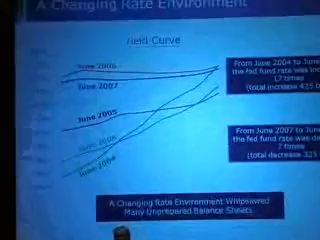 A Changing Rate Environment
Yield Curve
June 2006
June 2007
June 2005
June 2008
June 2004
From June 2004 to June
the fed fund rate was inc
17 times
(total increase 425 b
From June 2007 to June
the fed fund rate was de
7 times
(total decrease 325
A Changing Rate Environment Whipsawed
Many Unprepared Balance Sheets